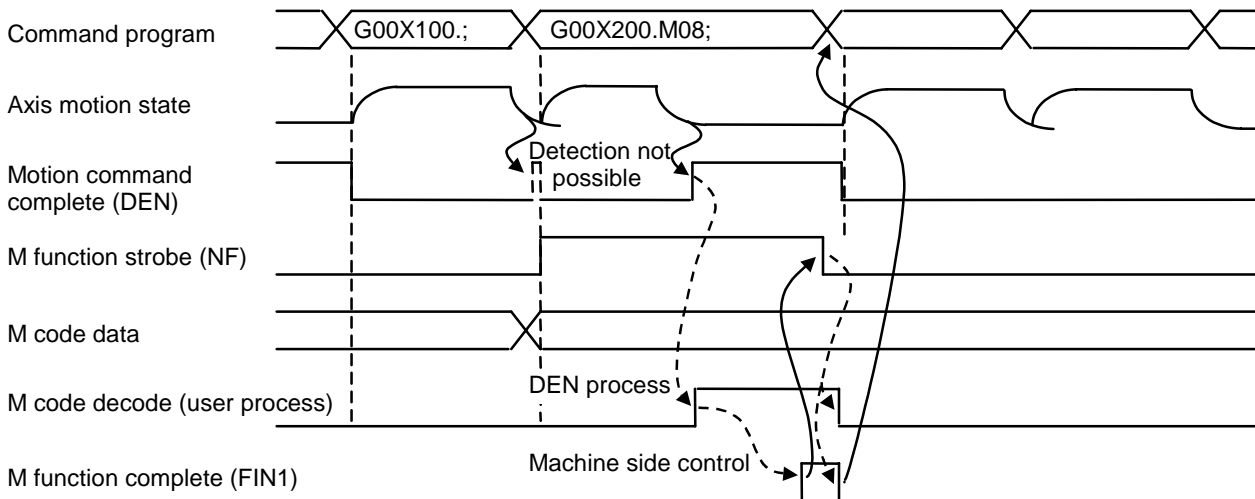 Command program
G00X100.;
G00X200.M08;
Axis motion state
Motion command
complete (DEN)
Detection not
possible
M function strobe (NF)
M code data
DEN process
M code decode (user process)
Machine side control
M function complete (FIN1)